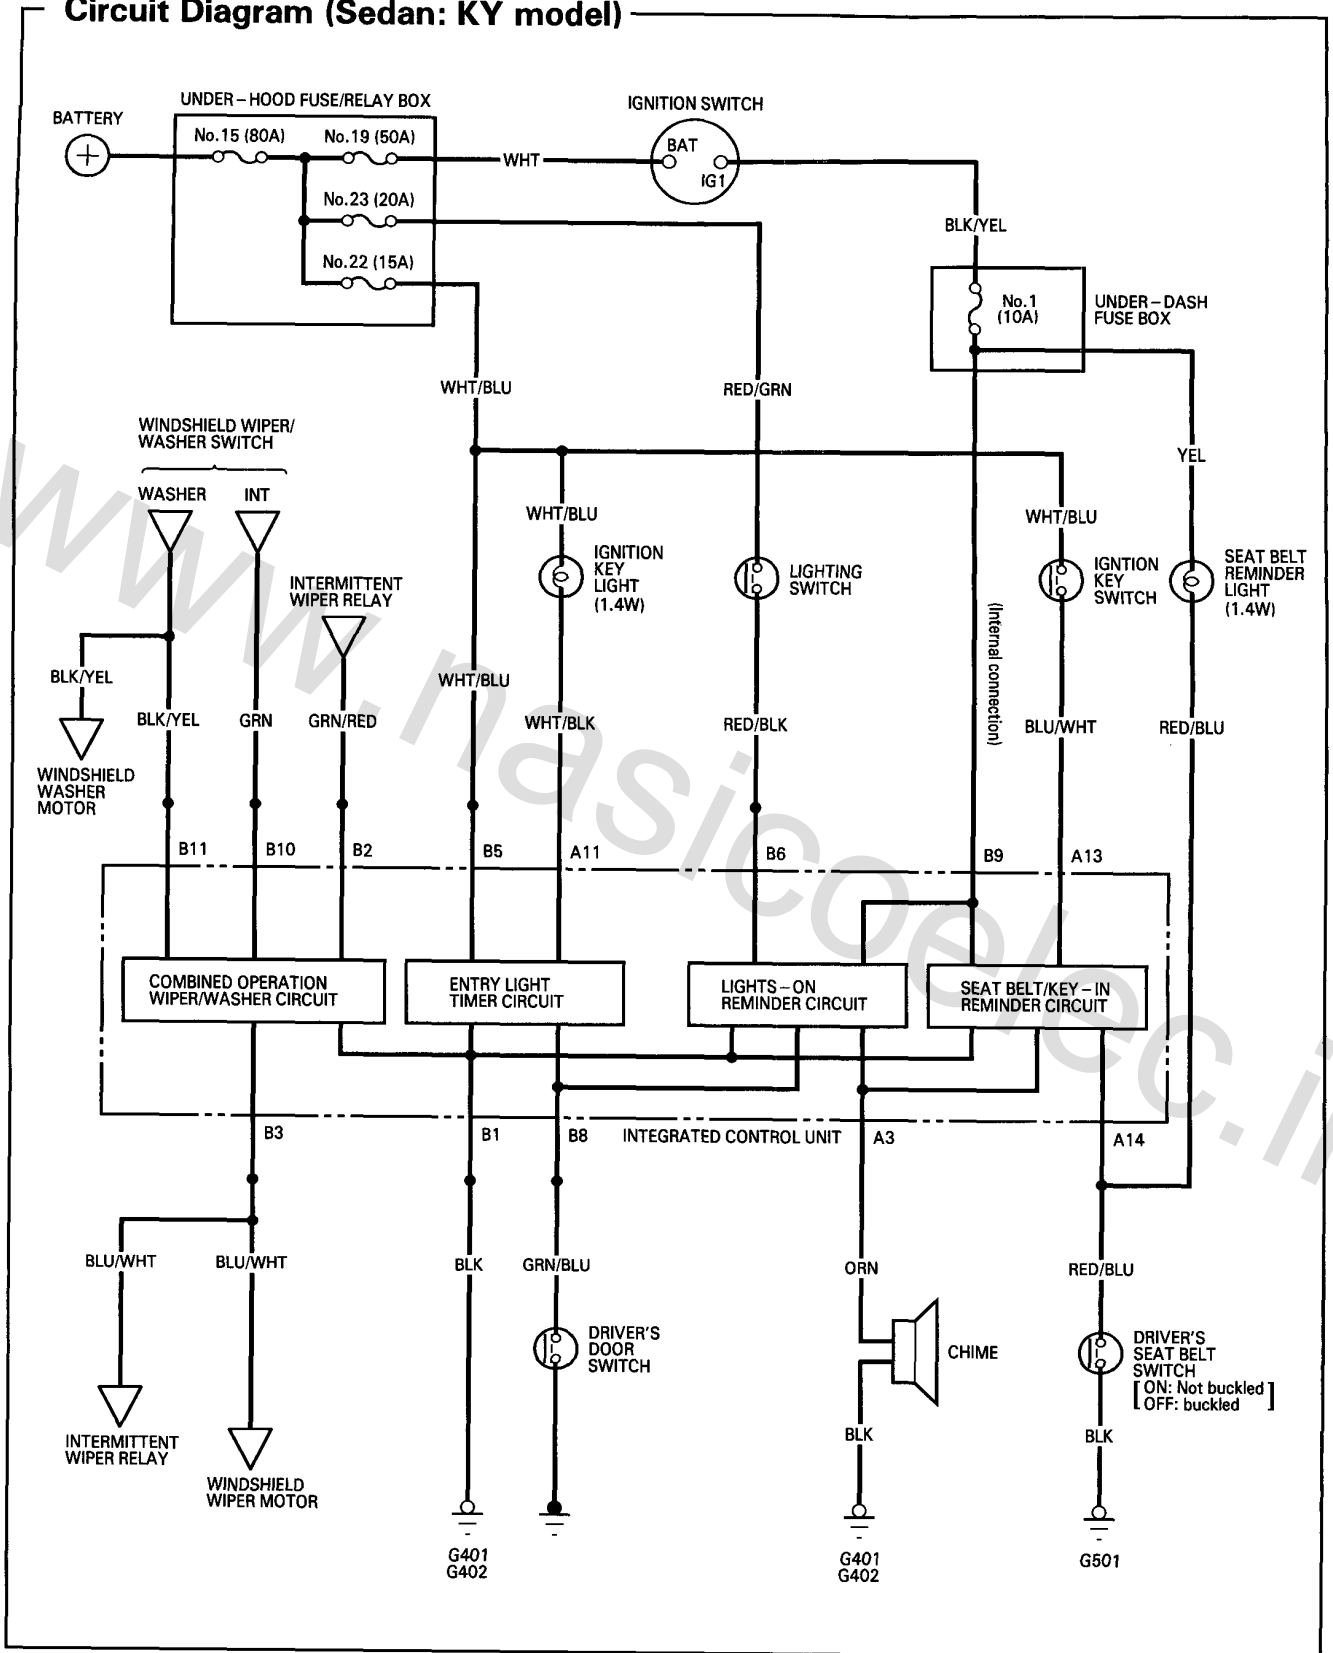 Circuit Diagram (Sedan: KY model)
UNDER-HOOD FUSE/RELAY BOX
IGNITION SWITCH
BATTERY
No.15 (80A)
No.19 (50A)
WHT
BAT
IG1
No.23 (20A)
BLK/YEL
No.22 (15A)
No.1
(10A)
UNDER-DASH
FUSE BOX
WHT/BLU
RED/GRN
WINDSHIELD WIPER/
WASHER SWITCH
YEL
WASHER
INT
WHT/BLU
WHT/BLU
IGNITION
KEY
LIGHT
(1.4W)
LIGHTING
SWITCH
IGNTION
KEY
SWITCH
SEAT BELT
REMINDER
LIGHT
(1.4W)
INTERMITTENT
WIPER RELAY
(Internal connection)
BLK/YEL
WHT/BLU
BLK/YEL
GRN
GRN/RED
WHT/BLK
RED/BLK
BLU/WHT
RED/BLU
WINDSHIELD
WASHER
MOTOR
B11
B10
B2
B5
A11
B6
B9
A13
COMBINED OPERATION
WIPER/WASHER CIRCUIT
ENTRY LIGHT
TIMER CIRCUIT
LIGHTS-ON
REMINDER CIRCUIT
SEAT BELT/KEY-IN
REMINDER CIRCUIT
B3
B1
B8
INTEGRATED CONTROL UNIT
A3
A14
BLU/WHT
BLU/WHT
BLK
GRN/BLU
ORN
RED/BLU
DRIVER'S
DOOR
SWITCH
CHIME
DRIVER'S
SEAT BELT
SWITCH
[ON: Not buckled]
[OFF: buckled]
BLK
BLK
INTERMITTENT
WIPER RELAY
WINDSHIELD
WIPER MOTOR
G401
G402
G401
G402
G501
www.nasicoelec.ir